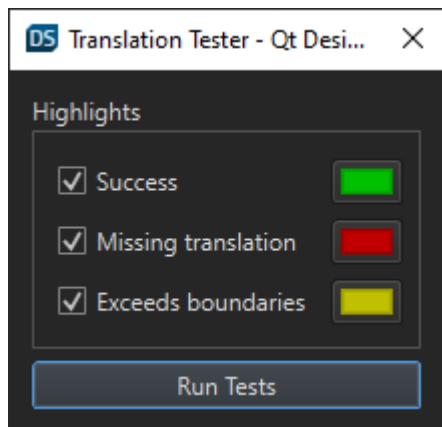 DS Translation Tester - Qt Desi...
Highlights
Success
Missing translation
Exceeds boundaries
Run Tests